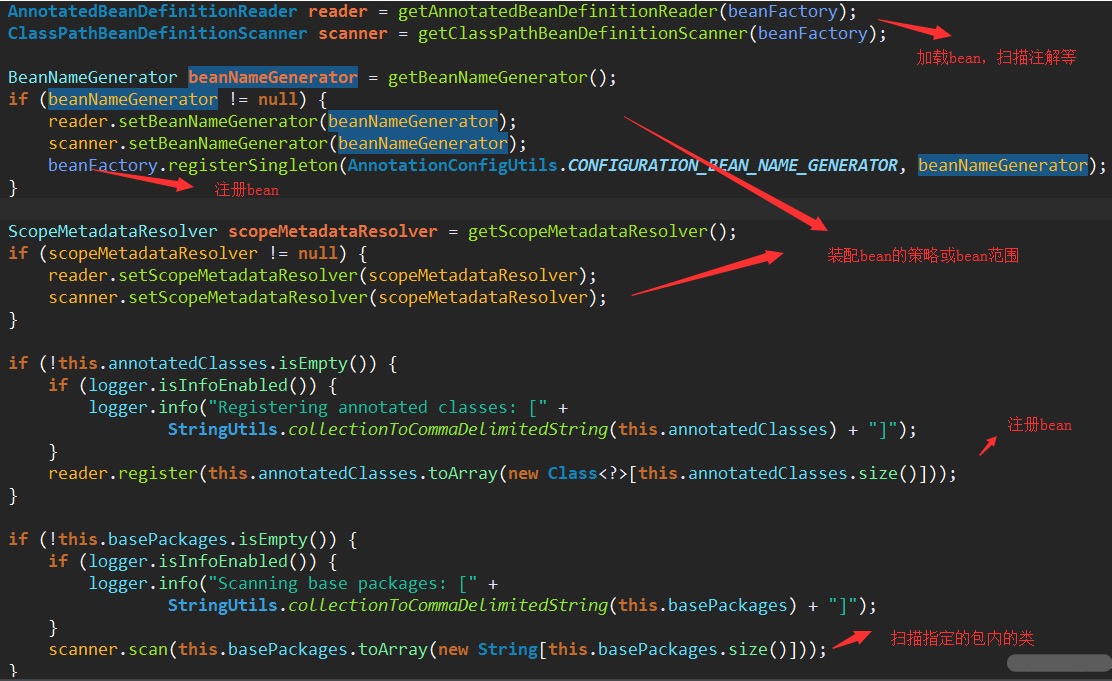 AnnotatedBeanDefinitionReader reader = getAnnotatedBeanDefinitionReader(beanFactory);
ClassPathBeanDefinitionScanner scanner = getClassPathBeanDefinitionScanner(beanFactory);
加载bean，扫描注解等
BeanNameGenerator beanNameGenerator = getBeanNameGenerator();
if (beanNameGenerator != null) {
reader.setBeanNameGenerator(beanNameGenerator);
scanner.setBeanNameGenerator(beanNameGenerator);
beanFactory.registerSingleton(AnnotationConfigUtils.CONFIGURATION_BEAN_NAME_GENERATOR, beanNameGenerator);
}
注册bean
ScopeMetadataResolver scopeMetadataResolver = getScopeMetadataResolver();
if (scopeMetadataResolver != null) {
装配bean的策略或bean范围
reader.setScopeMetadataResolver(scopeMetadataResolver);
scanner.setScopeMetadataResolver(scopeMetadataResolver);
}
if (!this.annotatedClasses.isEmpty()) {
if (logger.isInfoEnabled()) {
logger.info("Registering annotated classes: [" +
StringUtils.collectionToCommaDelimitedString(this.annotatedClasses) + "]");
注册bean
}
reader.register(this.annotatedClasses.toArray(new Class<?>[this.annotatedClasses.size()]));
}
if (!this.basePackages.isEmpty()) {
if (logger.isInfoEnabled()) {
logger.info("Scanning base packages: [" +
StringUtils.collectionToCommaDelimitedString(this.basePackages) + "]");
}
扫描指定的包内的类
scanner.scan(this.basePackages.toArray(new String[this.basePackages.size()]));
}